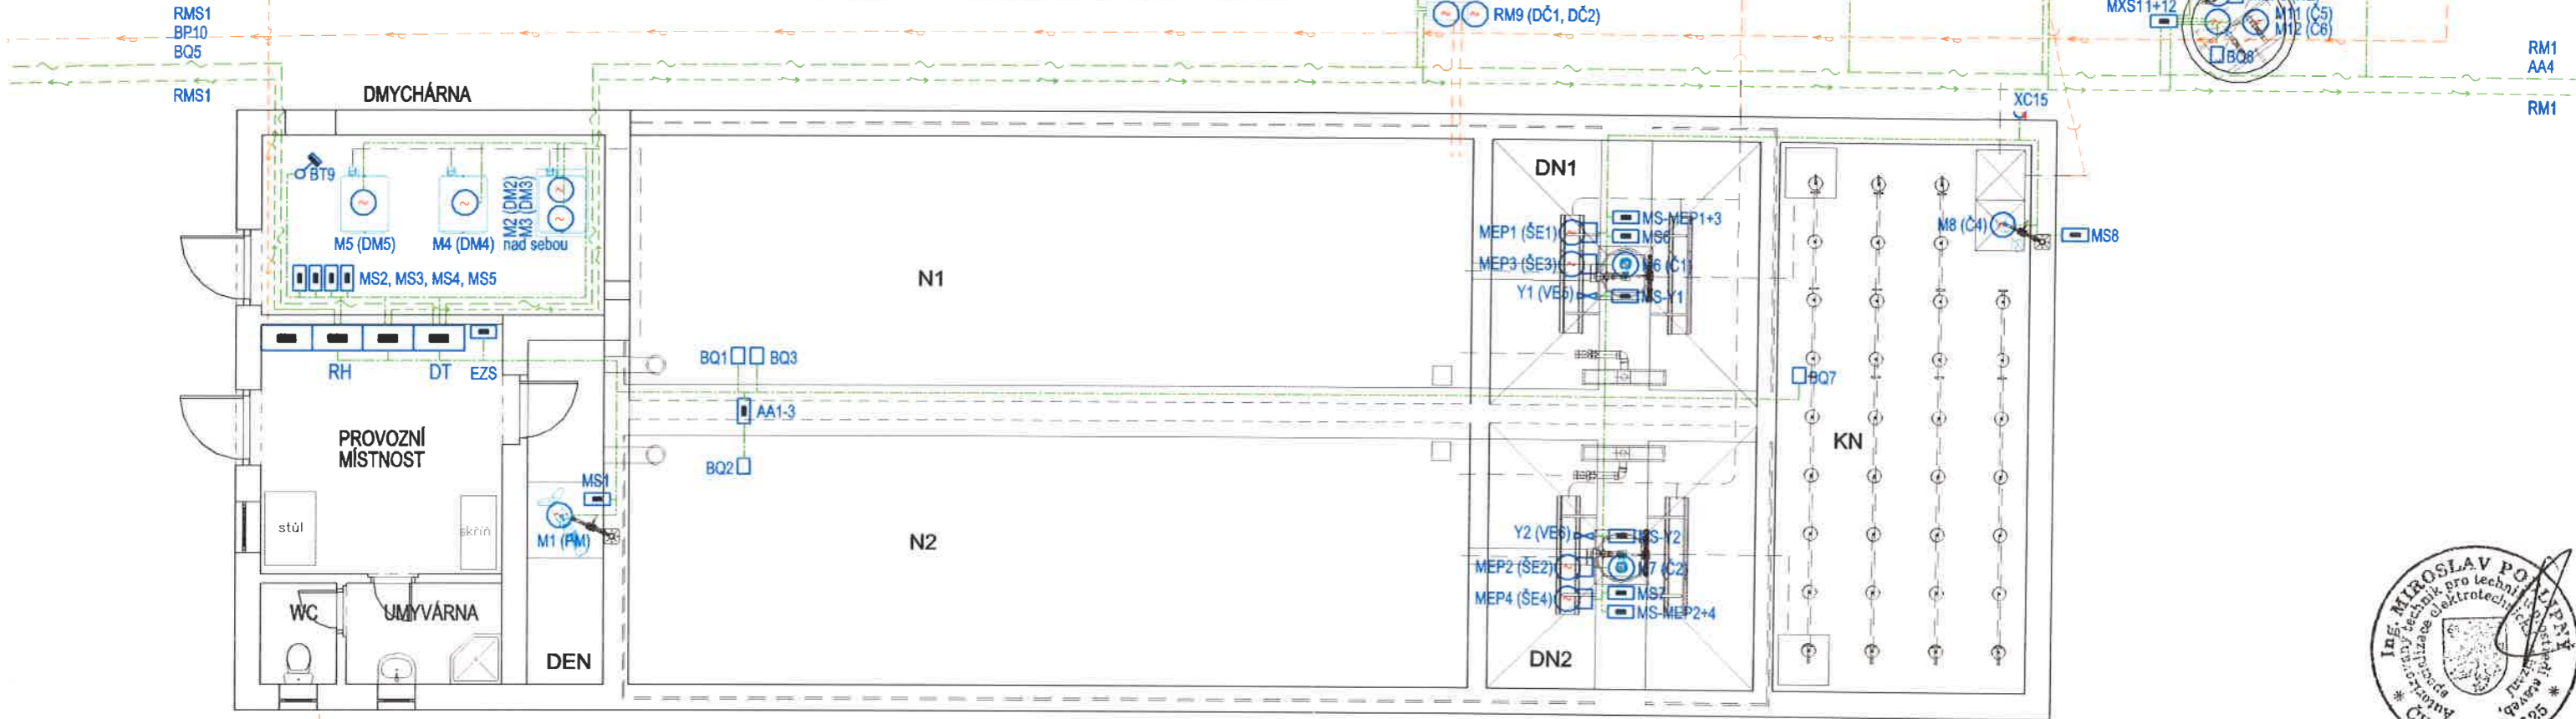 RMS1
BP10
BQ5
RMS1
RM9 (DČ1, DČ2)
MXS11+12
M11 (Č5)
M12 (Č6)
BQ8
RM1
AA4
RM1
XC15
DMYCHÁRNA
BT9
M5 (DM5)
M4 (DM4)
M2 (DM2)
M3 (DM3)
nad sebou
MS2, MS3, MS4, MS5
RH
DT
EZS
PROVOZNÍ
MÍSTNOST
stůl
skříň
MS1
M1 (PM)
WC
UMYVÁRNA
DEN
N1
BQ1
BQ3
AA1-3
BQ2
N2
DN1
MEP1 (ŠE1)
MS-MEP1+3
MS6
MEP3 (ŠE3)
M6 (Č1)
Y1 (VE5)
MS-Y1
BQ7
KN
M8 (Č4)
MS8
Y2 (VE6)
MS-Y2
MEP2 (ŠE2)
M7 (Č2)
MEP4 (ŠE4)
MS7
MS-MEP2+4
DN2
Ing. MIROSLAV